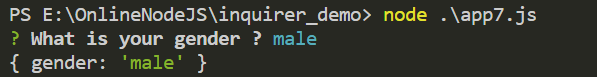 PS E:\OnlineNodeJS\inquirer_demo> node .\app7.js
? What is your gender ? male
{ gender: 'male' }